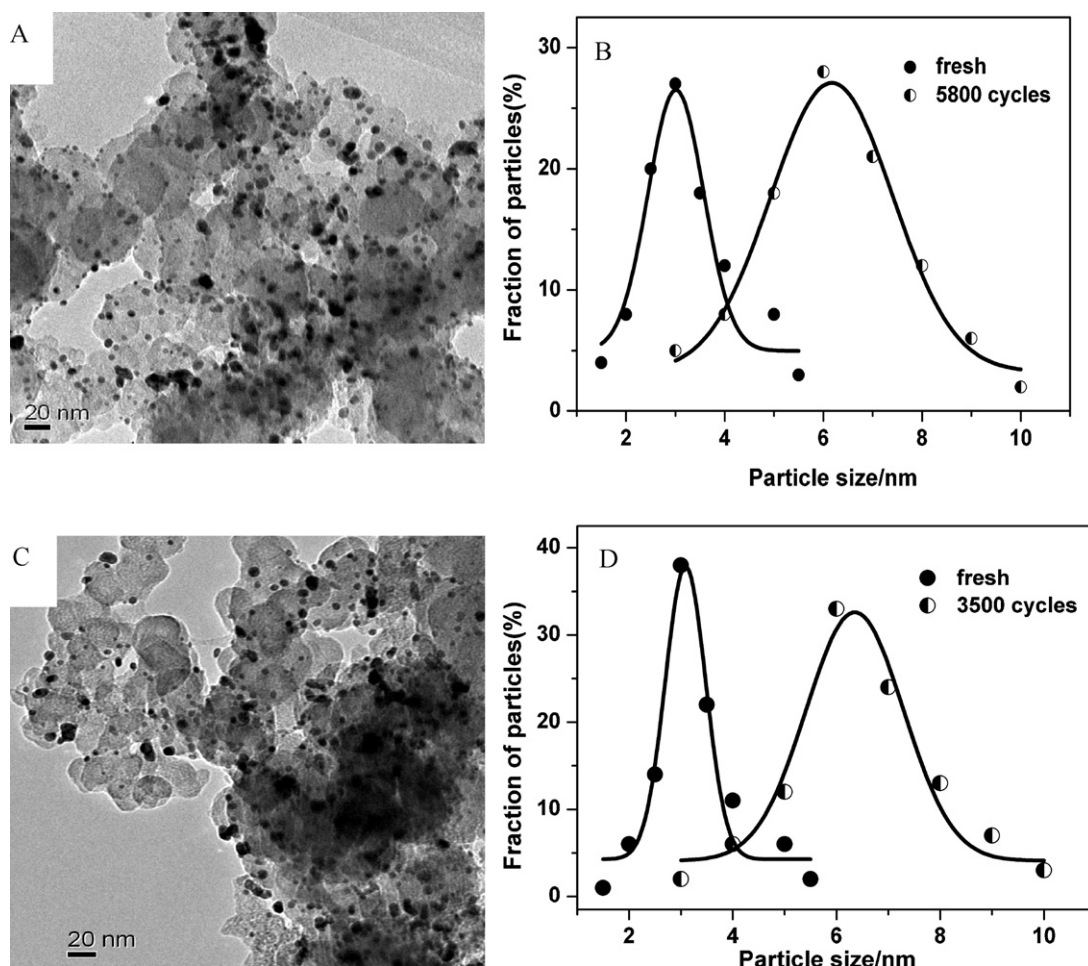 A
20 nm
B
fresh
5800 cycles
Fraction of particles(%)
30
20
10
0
2 4 6 8 10
Particle size/nm
C
20 nm
D
fresh
3500 cycles
Fraction of particles(%)
40
30
20
10
0
2 4 6 8 10
Particle size/nm